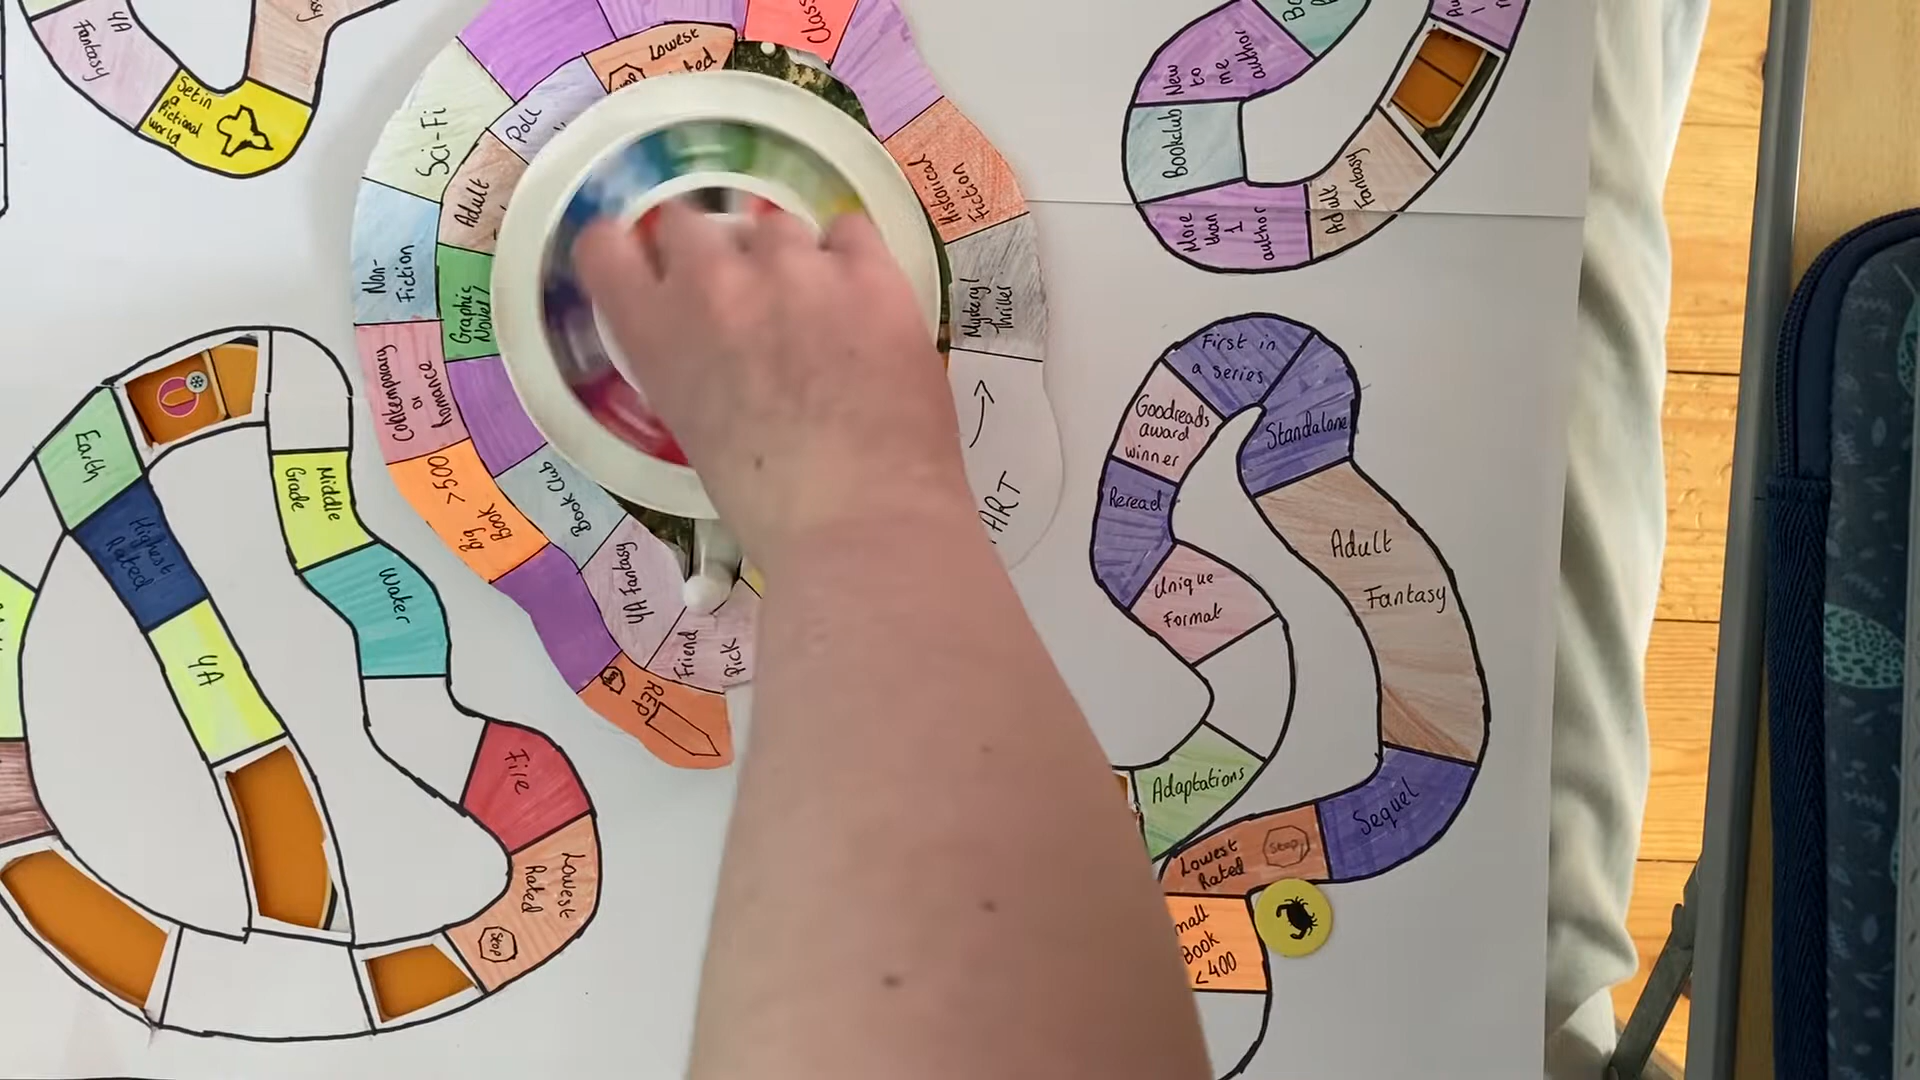 YA
Fantasy
Set in
a
fictional
world
Lowest
Class
Sci-Fi
Poll
Adult
Non-
Fiction
Graphic
Novel/
Contemporary
or
Romance
Big
Book
>500
Book Club
YA Fantasy
Friend
Pick
REP
Historical
Fiction
Mystery/
Thriller
ART
New
to
me
author
Bookclub
More
than
1
author
Adult
Fantasy
First in
a series
Standalone
Goodreads
award
winner
Reread
Unique
Format
Adult
Fantasy
Adaptations
Sequel
Lowest
Rated
Stop
mall
Book
<400
Earth
Highest
Rated
YA
Middle
Grade
Water
Fire
Lowest
Rated
Stop